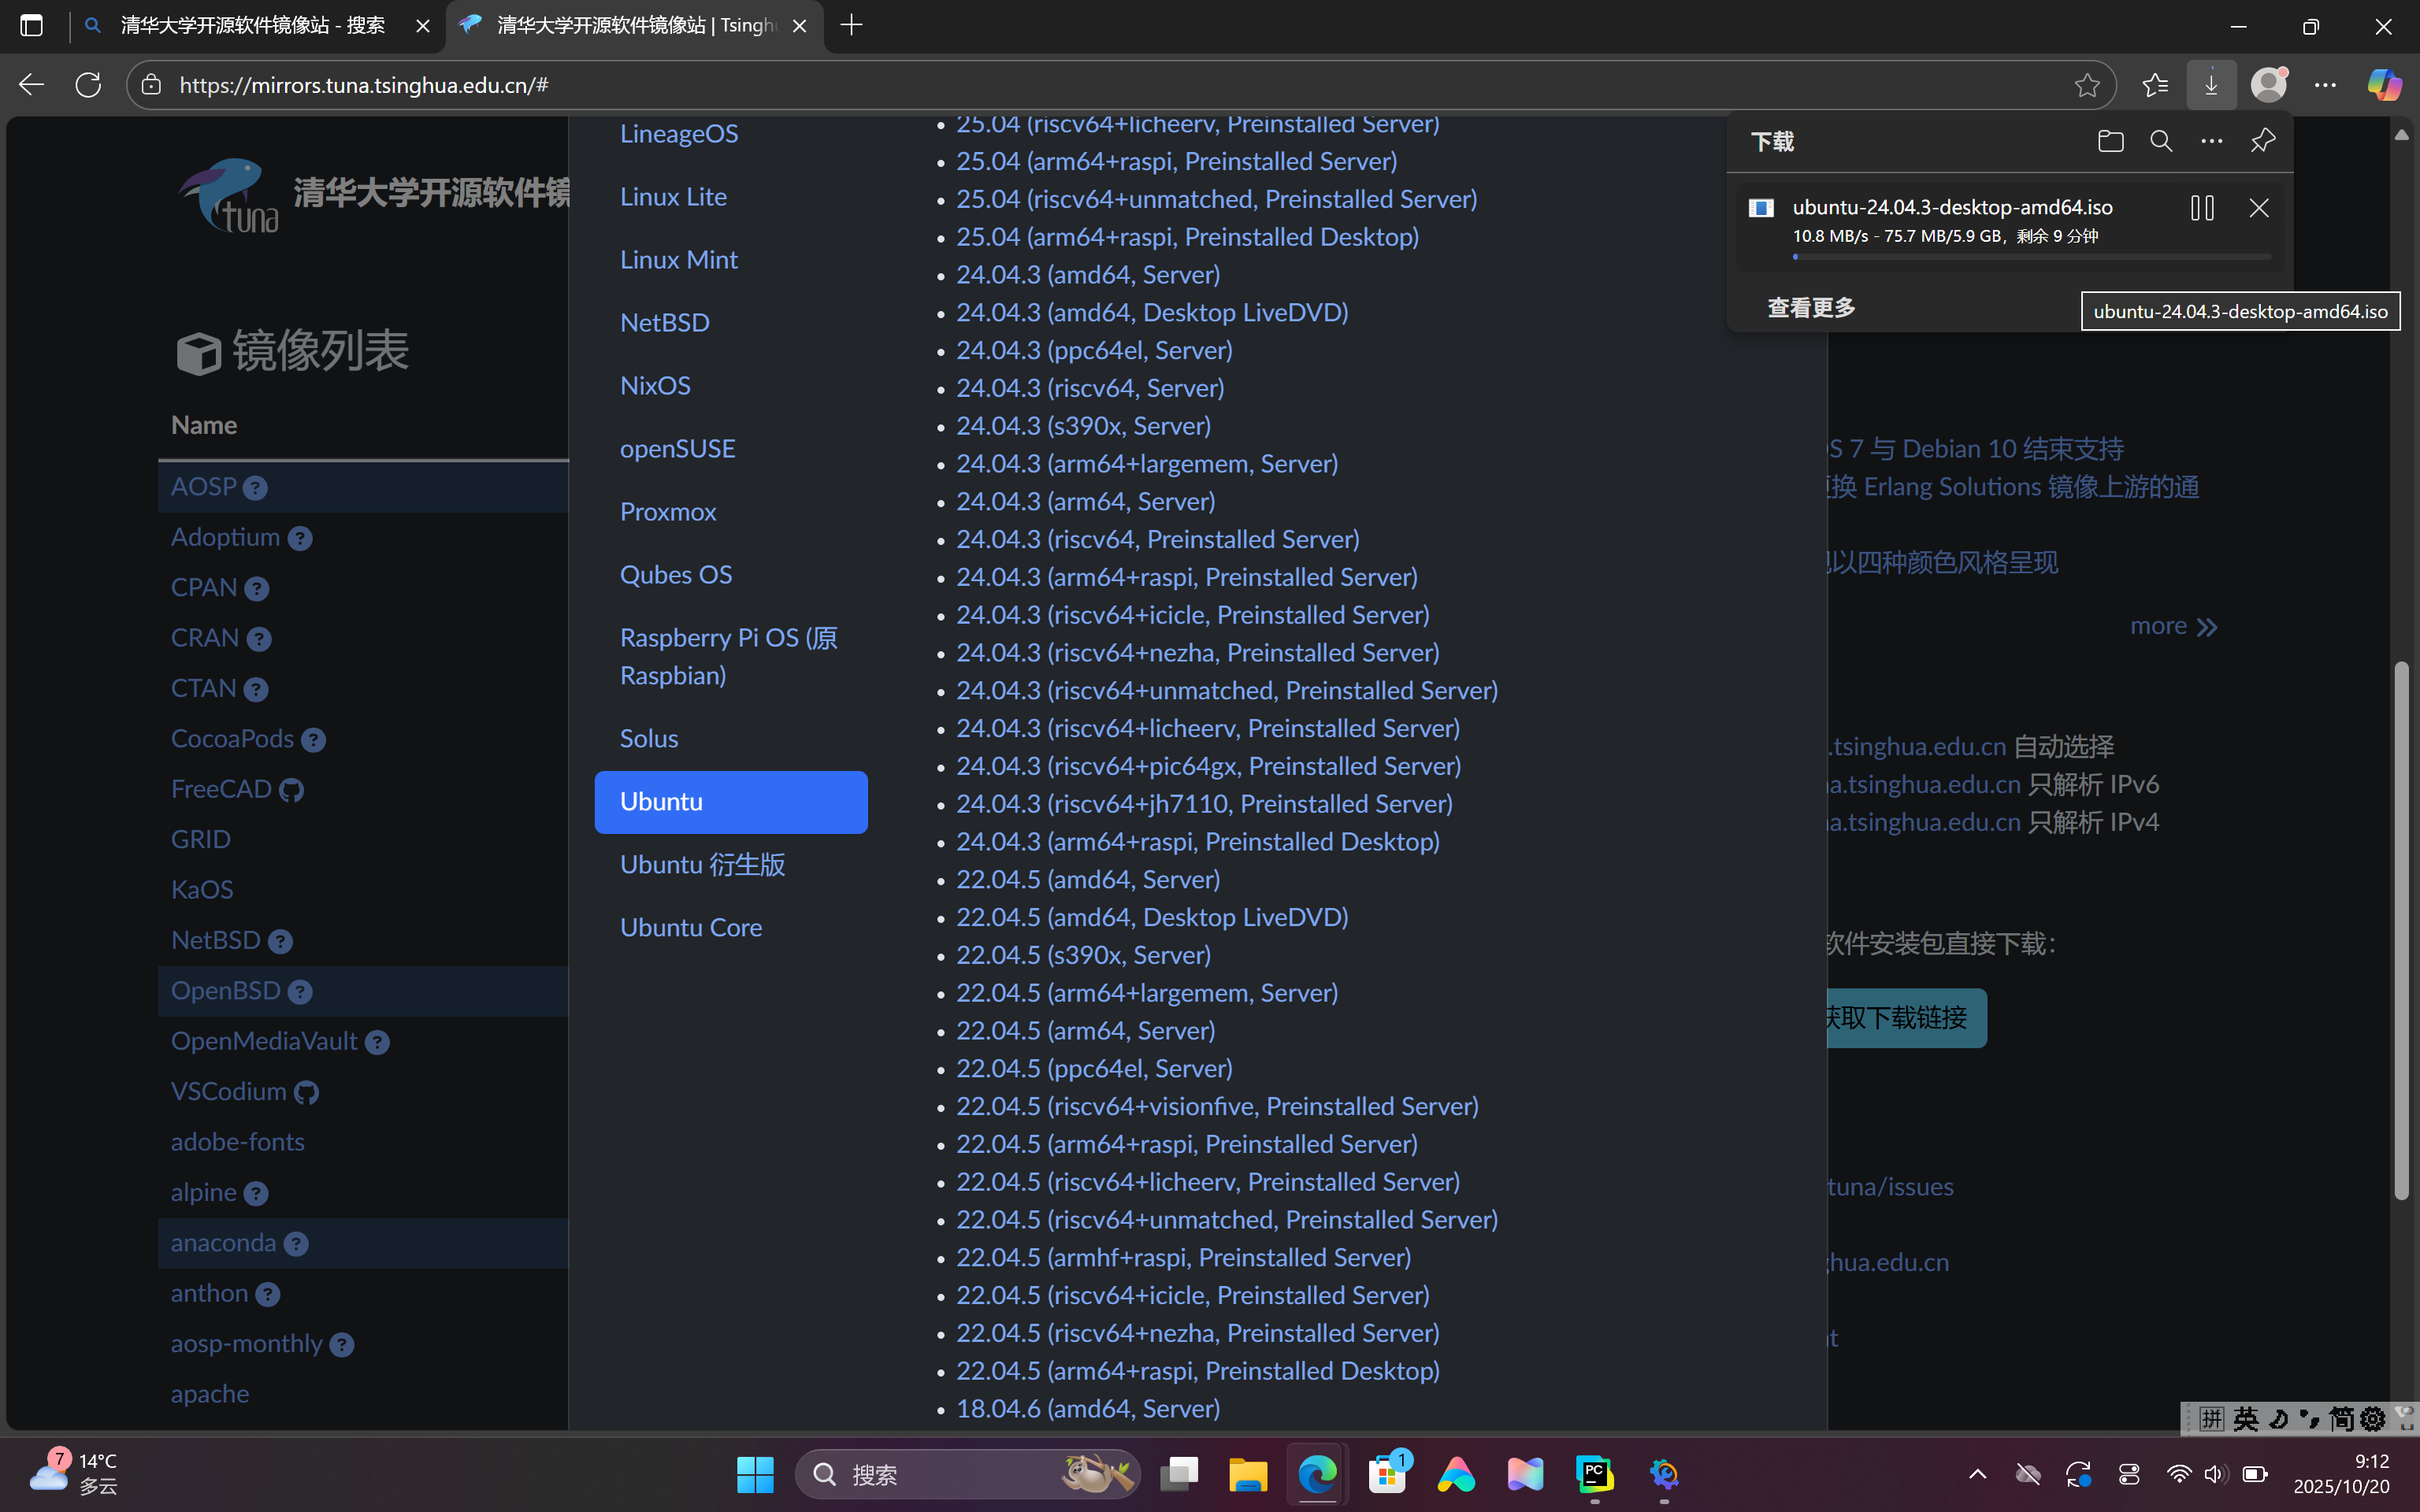 清华大学开源软件镜像站 - 搜索
清华大学开源软件镜像站 | Tsingh
https://mirrors.tuna.tsinghua.edu.cn/#
下载
ubuntu-24.04.3-desktop-amd64.iso
10.8 MB/s - 75.7 MB/5.9 GB，剩余 9 分钟
查看更多
ubuntu-24.04.3-desktop-amd64.iso
tuna
清华大学开源软件镜
镜像列表
Name
AOSP
Adoptium
CPAN
CRAN
CTAN
CocoaPods
FreeCAD
GRID
KaOS
NetBSD
OpenBSD
OpenMediaVault
VSCodium
adobe-fonts
alpine
anaconda
anthon
aosp-monthly
apache
LineageOS
Linux Lite
Linux Mint
NetBSD
NixOS
openSUSE
Proxmox
Qubes OS
Raspberry Pi OS (原
Raspbian)
Solus
Ubuntu
Ubuntu 衍生版
Ubuntu Core
25.04 (riscv64+licheerv, Preinstalled Server)
25.04 (arm64+raspi, Preinstalled Server)
25.04 (riscv64+unmatched, Preinstalled Server)
25.04 (arm64+raspi, Preinstalled Desktop)
24.04.3 (amd64, Server)
24.04.3 (amd64, Desktop LiveDVD)
24.04.3 (ppc64el, Server)
24.04.3 (riscv64, Server)
24.04.3 (s390x, Server)
24.04.3 (arm64+largemem, Server)
24.04.3 (arm64, Server)
24.04.3 (riscv64, Preinstalled Server)
24.04.3 (arm64+raspi, Preinstalled Server)
24.04.3 (riscv64+icicle, Preinstalled Server)
24.04.3 (riscv64+nezha, Preinstalled Server)
24.04.3 (riscv64+unmatched, Preinstalled Server)
24.04.3 (riscv64+licheerv, Preinstalled Server)
24.04.3 (riscv64+pic64gx, Preinstalled Server)
24.04.3 (riscv64+jh7110, Preinstalled Server)
24.04.3 (arm64+raspi, Preinstalled Desktop)
22.04.5 (amd64, Server)
22.04.5 (amd64, Desktop LiveDVD)
22.04.5 (s390x, Server)
22.04.5 (arm64+largemem, Server)
22.04.5 (arm64, Server)
22.04.5 (ppc64el, Server)
22.04.5 (riscv64+visionfive, Preinstalled Server)
22.04.5 (arm64+raspi, Preinstalled Server)
22.04.5 (riscv64+licheerv, Preinstalled Server)
22.04.5 (riscv64+unmatched, Preinstalled Server)
22.04.5 (armhf+raspi, Preinstalled Server)
22.04.5 (riscv64+icicle, Preinstalled Server)
22.04.5 (riscv64+nezha, Preinstalled Server)
22.04.5 (arm64+raspi, Preinstalled Desktop)
18.04.6 (amd64, Server)
S 7 与 Debian 10 结束支持
换 Erlang Solutions 镜像上游的通
以四种颜色风格呈现
more
.tsinghua.edu.cn 自动选择
a.tsinghua.edu.cn 只解析 IPv6
a.tsinghua.edu.cn 只解析 IPv4
软件安装包直接下载：
获取下载链接
tuna/issues
hua.edu.cn
t
拼 英 简
7
14°C
多云
搜索
1
PC
9:12
2025/10/20